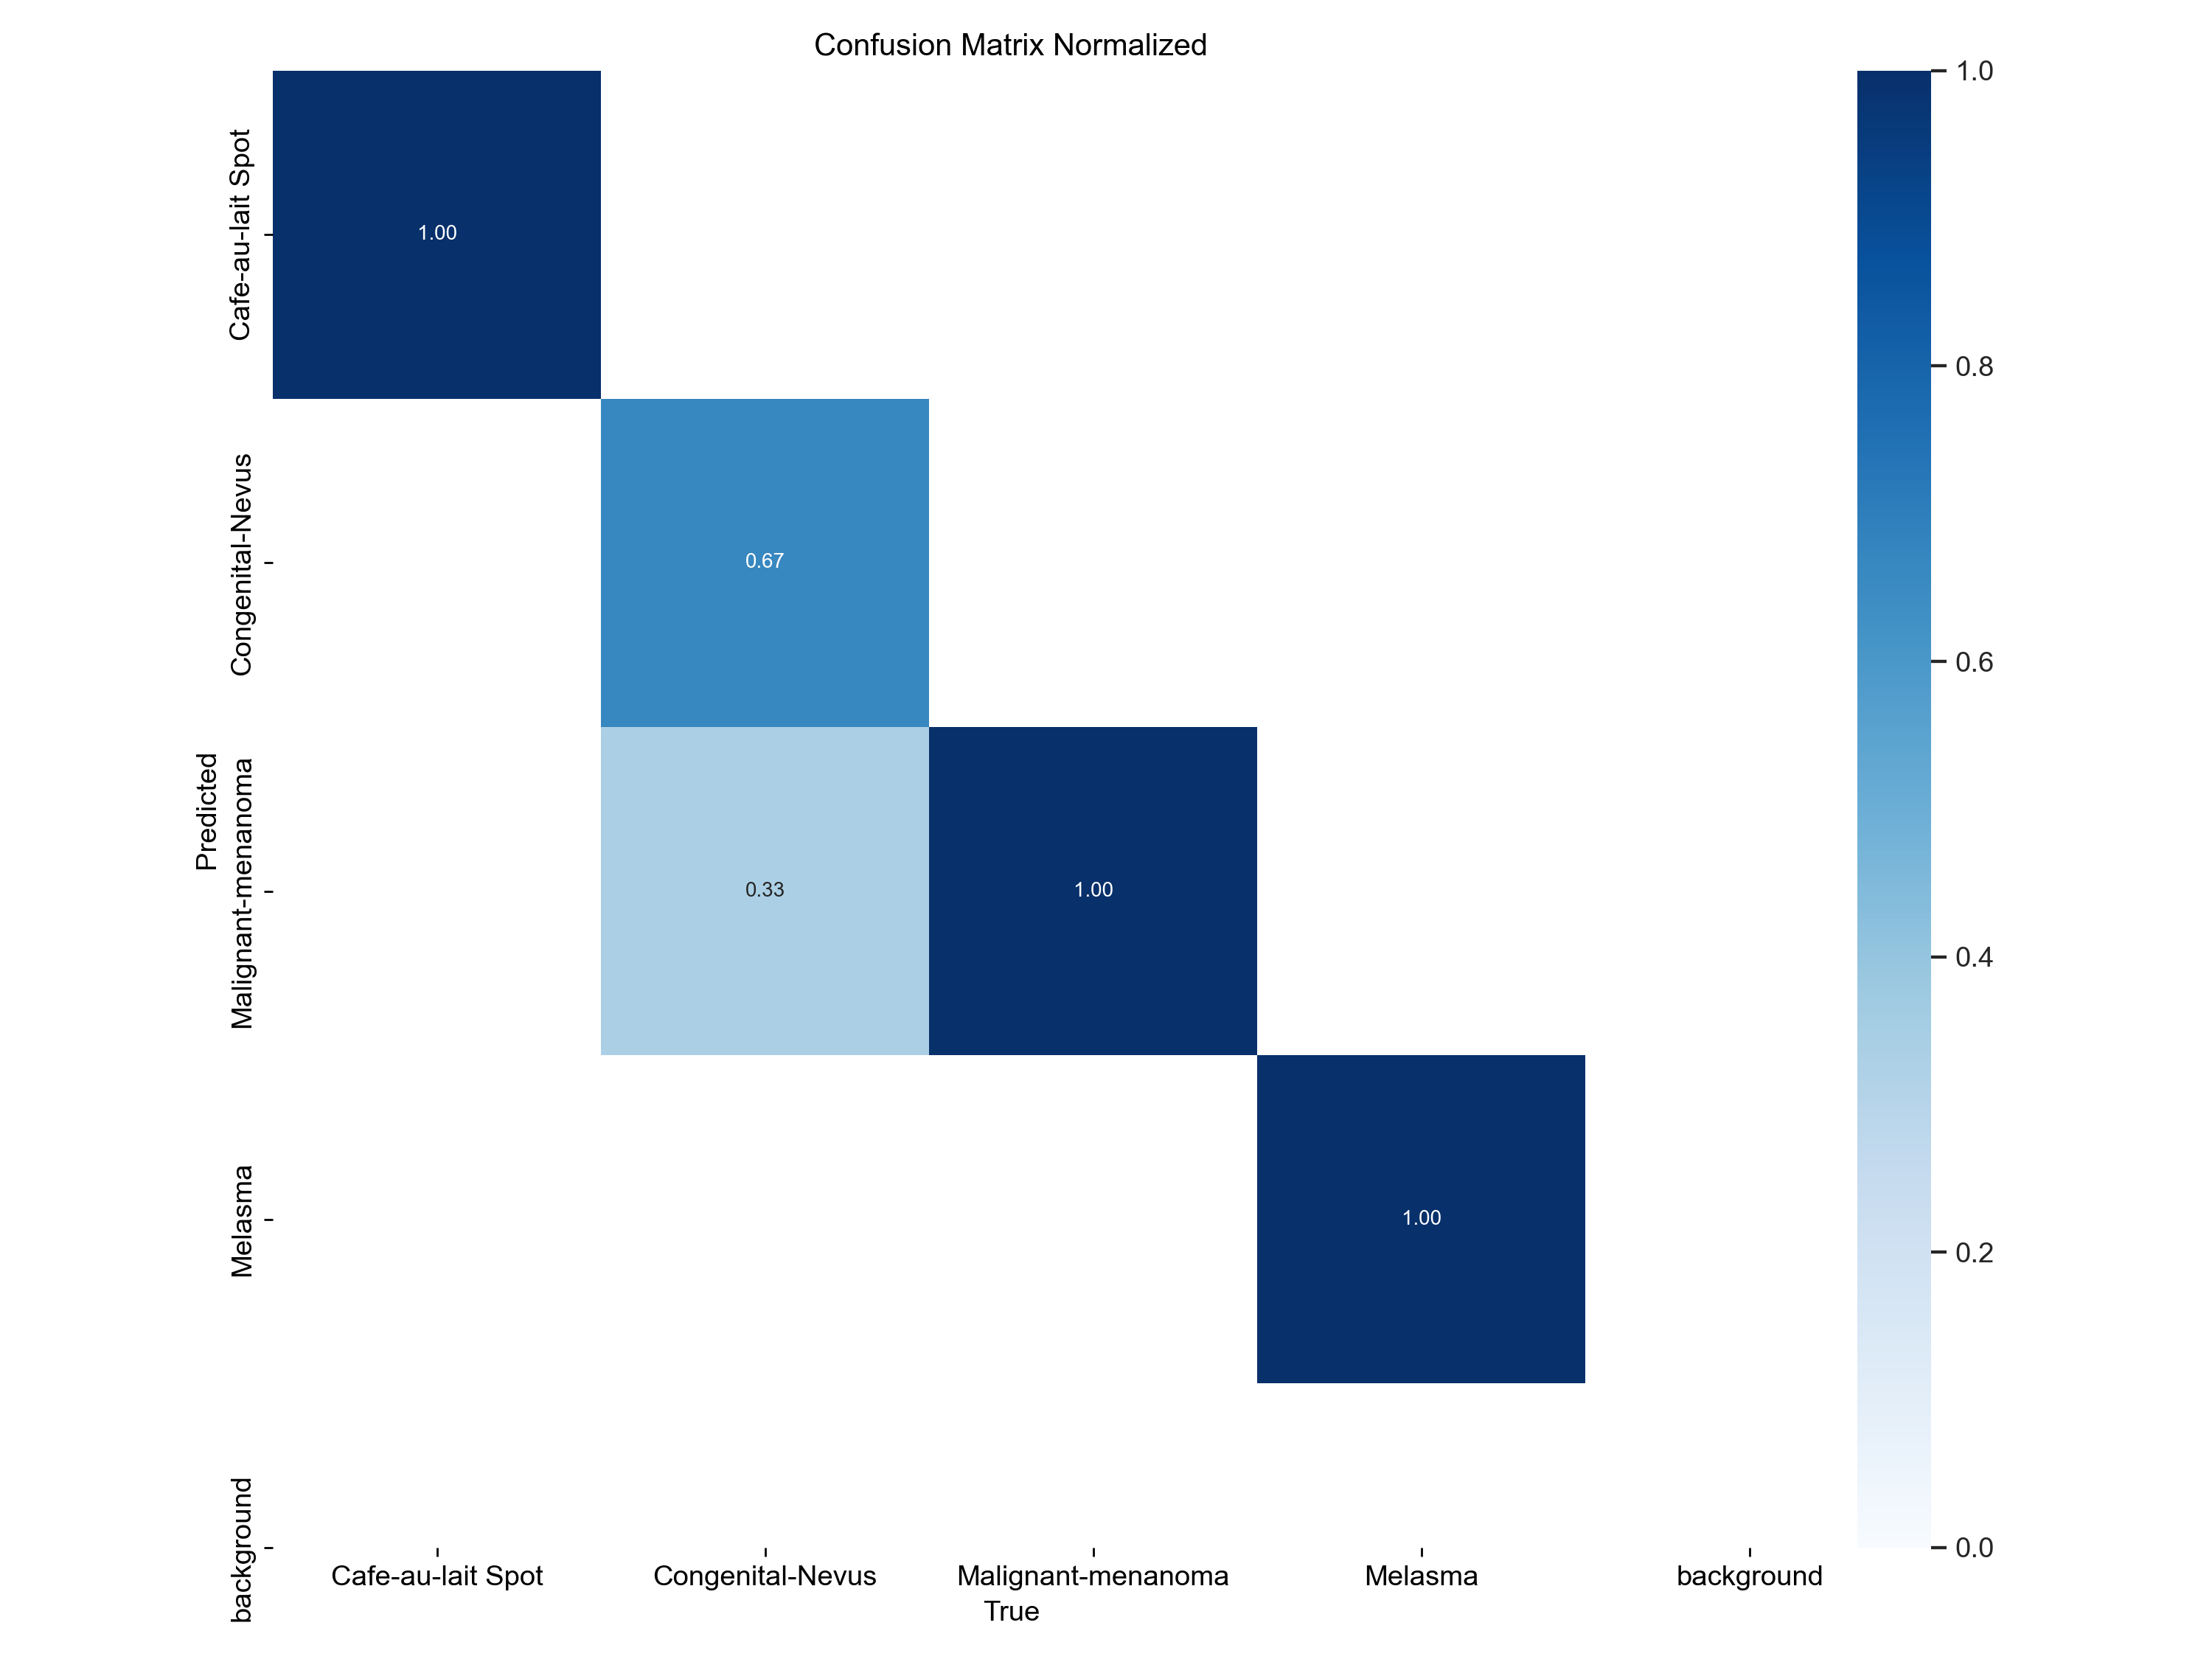 Confusion Matrix Normalized
Predicted
Cafe-au-lait Spot
Congenital-Nevus
Malignant-menanoma
Melasma
background
1.00
0.67
0.33 1.00
1.00
Cafe-au-lait Spot Congenital-Nevus Malignant-menanoma Melasma background
True
1.0
0.8
0.6
0.4
0.2
0.0